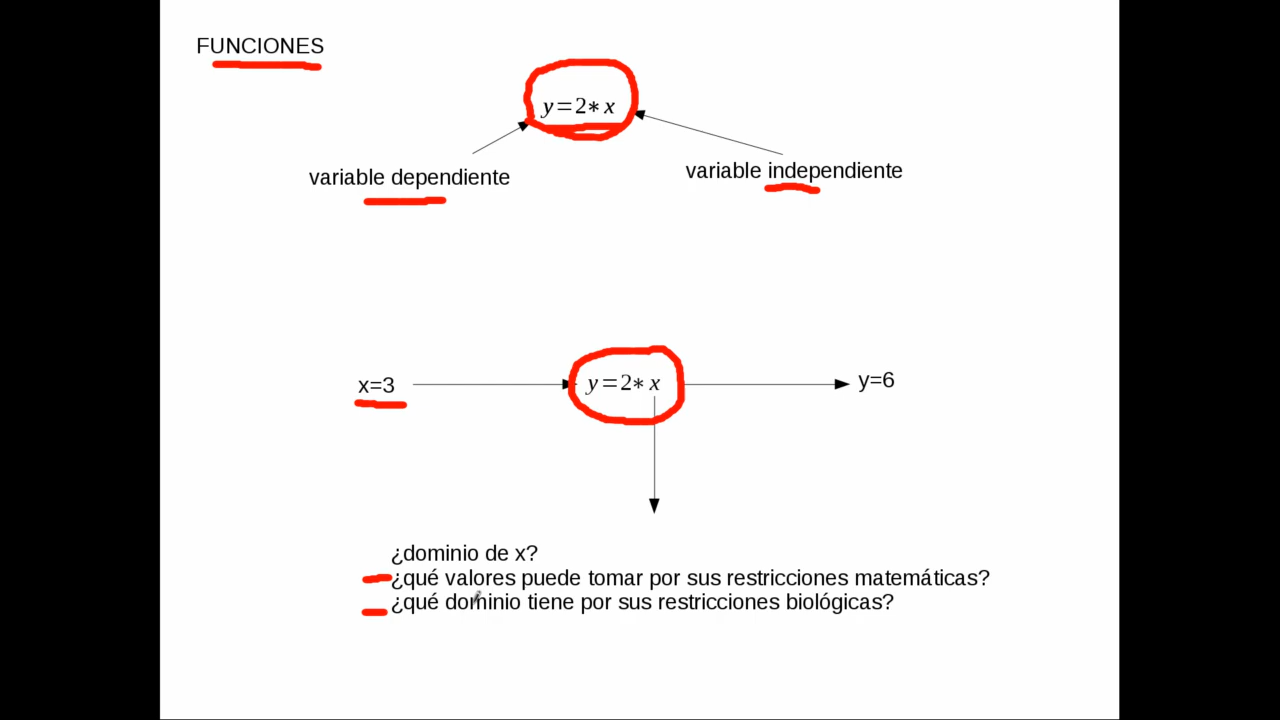 FUNCIONES
y=2*x
variable dependiente
variable independiente
x=3
y=2*x
y=6
¿dominio de x?
¿qué valores puede tomar por sus restricciones matemáticas?
¿qué dominio tiene por sus restricciones biológicas?